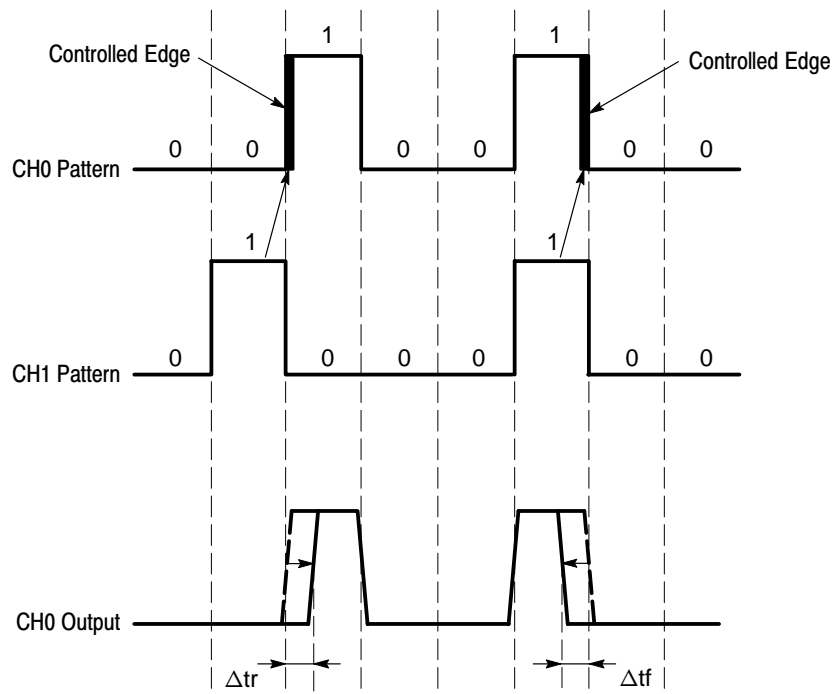 1 1
Controlled Edge Controlled Edge
0 0 0 0 0 0
CH0 Pattern
1 1
0 0 0 0 0 0
CH1 Pattern
CH0 Output
Δtr Δtf